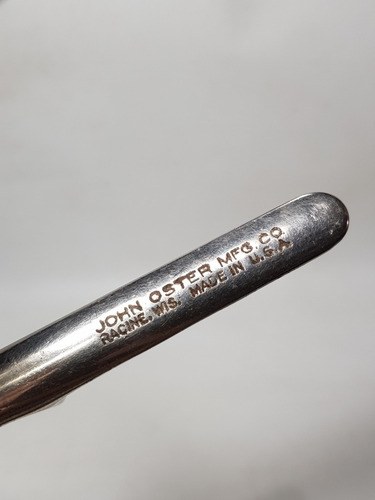 JOHN OSTER MFG. CO.
RACINE, WIS. MADE IN U.S.A.